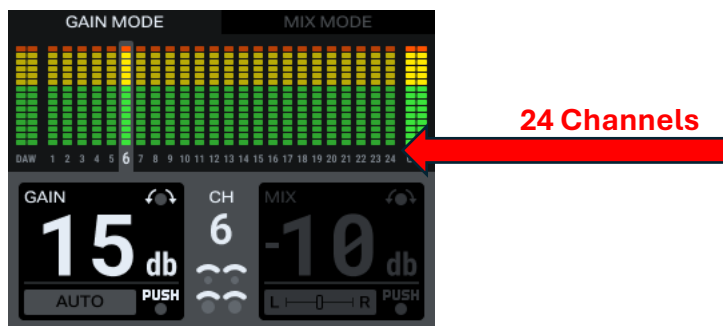 GAIN MODE MIX MODE
24 Channels
DAW 1 2 3 4 5 6 7 8 9 10 11 12 13 14 15 16 17 18 19 20 21 22 23 24
GAIN CH MIX
15 db 6 -10 db
AUTO PUSH L R PUSH